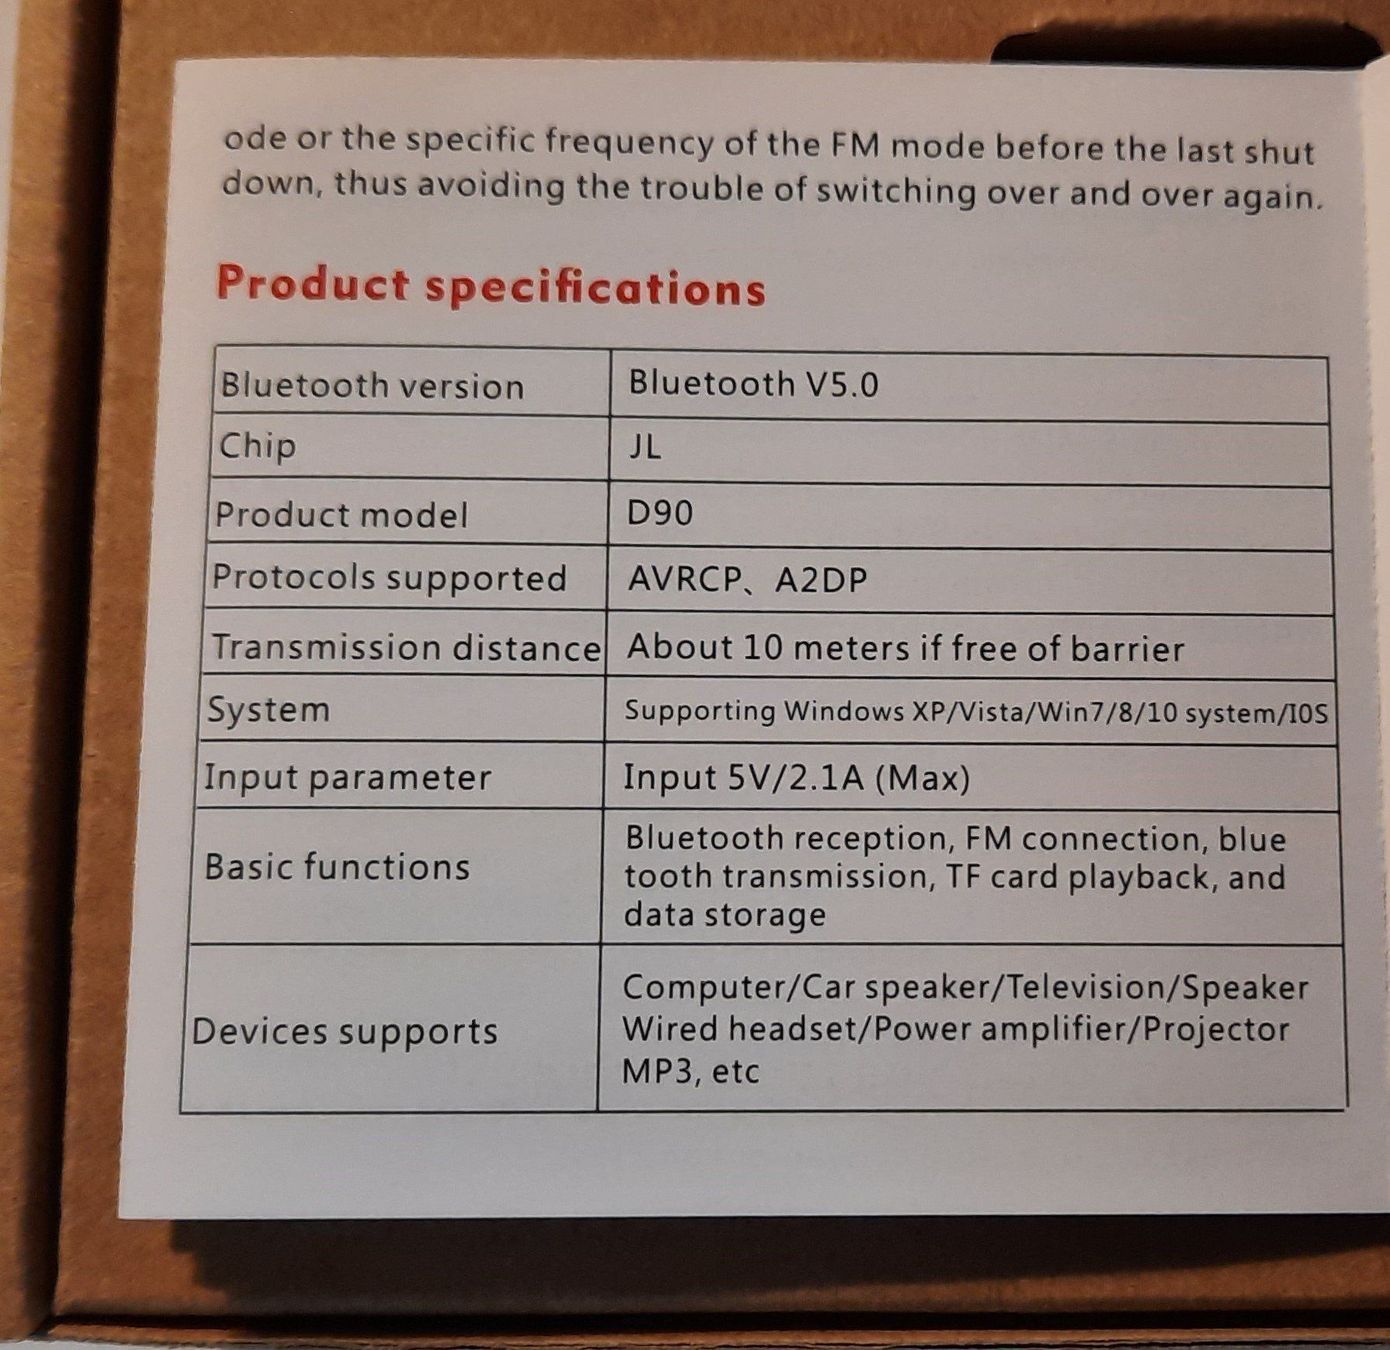 ode or the specific frequency of the FM mode before the last shut
down, thus avoiding the trouble of switching over and over again.
Product specifications
Bluetooth version Bluetooth V5.0
Chip JL
Product model D90
Protocols supported AVRCP、A2DP
Transmission distance About 10 meters if free of barrier
System Supporting Windows XP/Vista/Win7/8/10 system/IOS
Input parameter Input 5V/2.1A (Max)
Basic functions Bluetooth reception, FM connection, blue
tooth transmission, TF card playback, and
data storage
Devices supports Computer/Car speaker/Television/Speaker
Wired headset/Power amplifier/Projector
MP3, etc